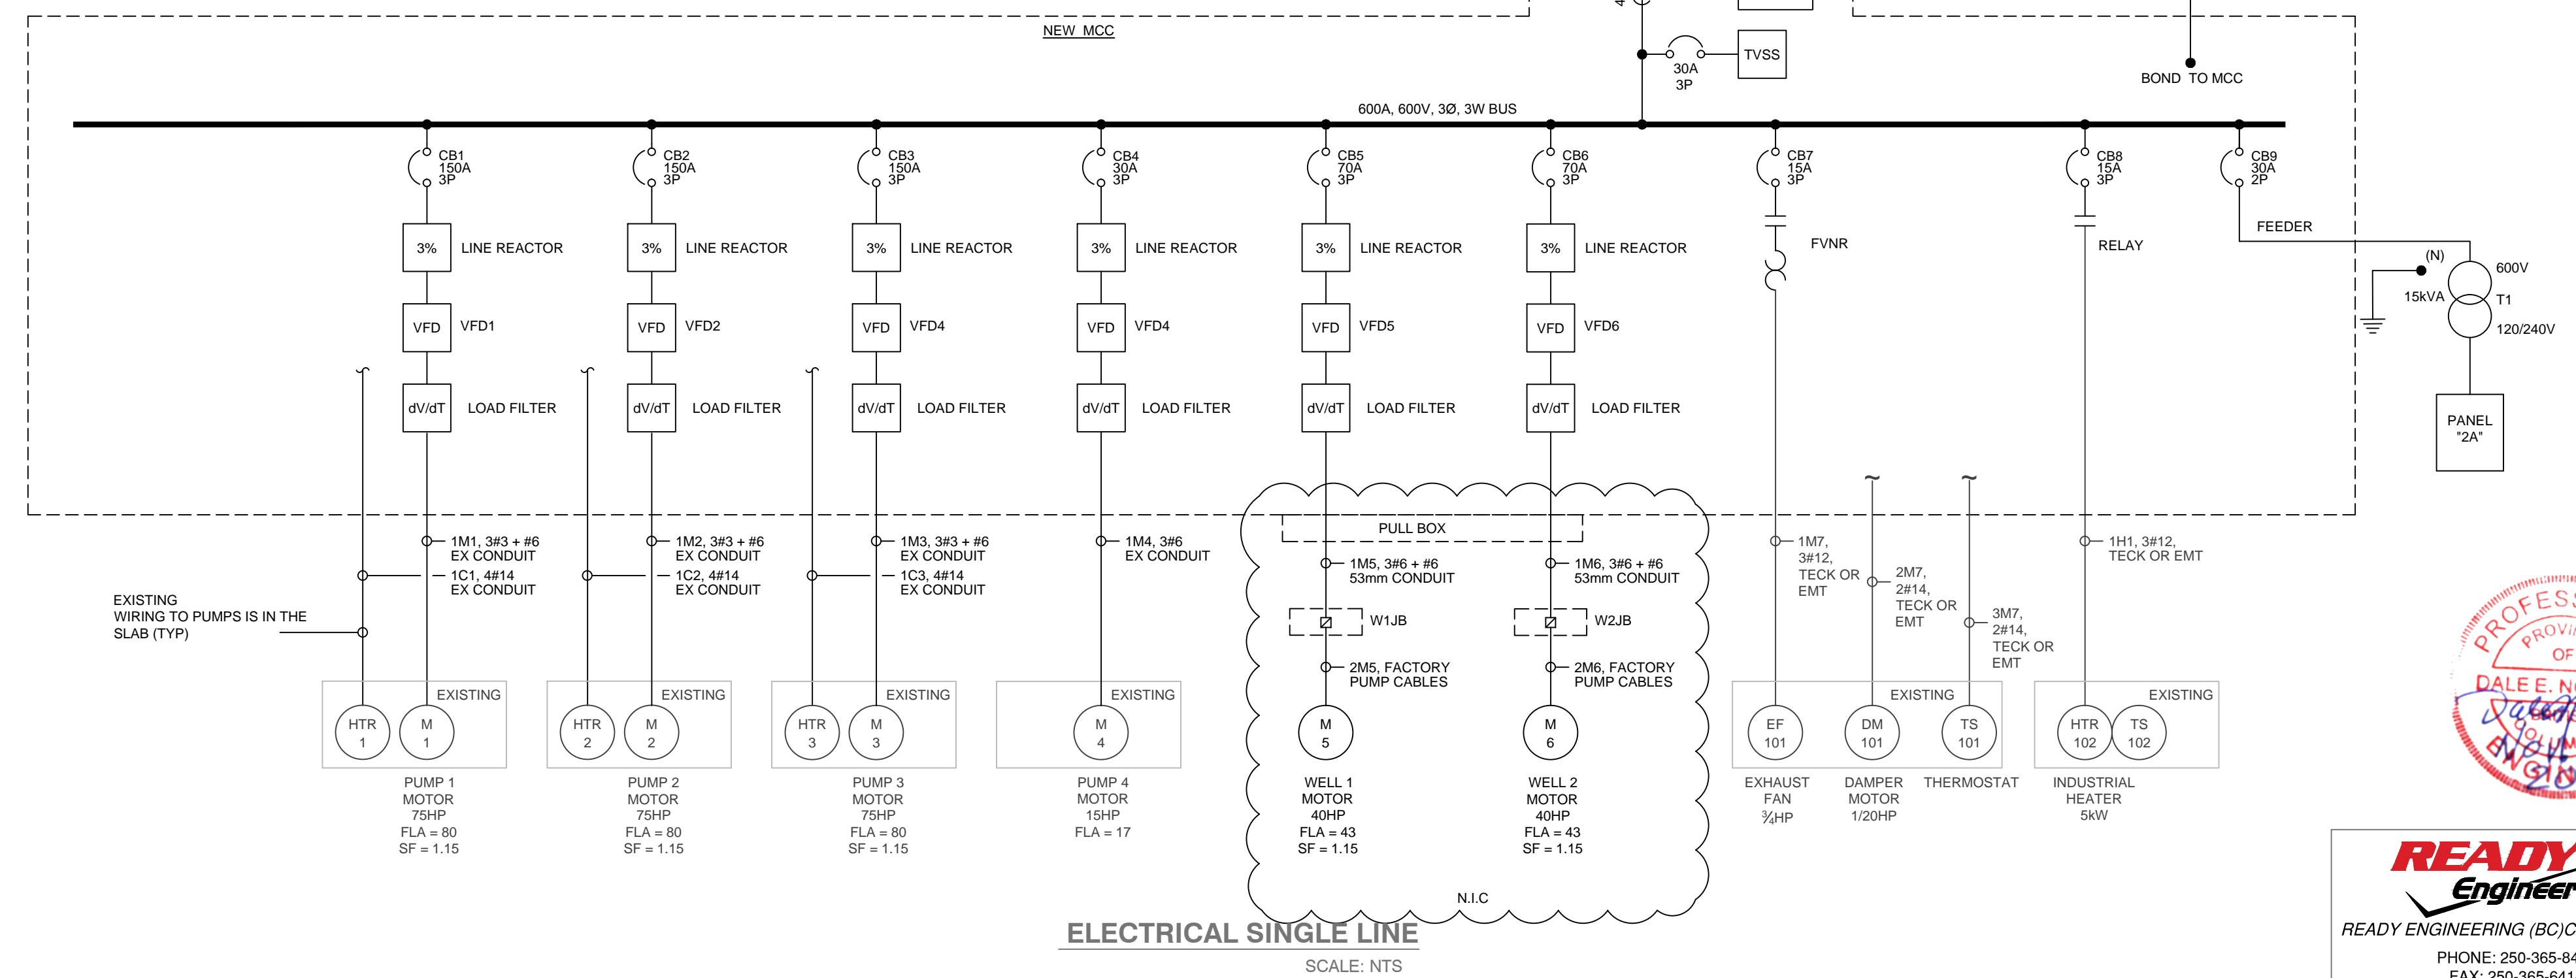 NEW MCC
4
30A
3P
TVSS
BOND TO MCC
600A, 600V, 3Ø, 3W BUS
CB1
150A
3P
CB2
150A
3P
CB3
150A
3P
CB4
30A
3P
CB5
70A
3P
CB6
70A
3P
CB7
15A
3P
CB8
15A
3P
CB9
30A
2P
3%
LINE REACTOR
3%
LINE REACTOR
3%
LINE REACTOR
3%
LINE REACTOR
3%
LINE REACTOR
3%
LINE REACTOR
FVNR
RELAY
FEEDER
(N)
600V
15kVA
T1
120/240V
VFD
VFD1
VFD
VFD2
VFD
VFD4
VFD
VFD4
VFD
VFD5
VFD
VFD6
dV/dT
LOAD FILTER
dV/dT
LOAD FILTER
dV/dT
LOAD FILTER
dV/dT
LOAD FILTER
dV/dT
LOAD FILTER
dV/dT
LOAD FILTER
PANEL
"2A"
~
~
PULL BOX
1M1, 3#3 + #6
EX CONDUIT
1C1, 4#14
EX CONDUIT
1M2, 3#3 + #6
EX CONDUIT
1C2, 4#14
EX CONDUIT
1M3, 3#3 + #6
EX CONDUIT
1C3, 4#14
EX CONDUIT
1M4, 3#6
EX CONDUIT
1M5, 3#6 + #6
53mm CONDUIT
1M6, 3#6 + #6
53mm CONDUIT
1M7,
3#12,
TECK OR
EMT
2M7,
2#14,
TECK OR
EMT
3M7,
2#14,
TECK OR
EMT
1H1, 3#12,
TECK OR EMT
EXISTING
WIRING TO PUMPS IS IN THE
SLAB (TYP)
W1JB
W2JB
2M5, FACTORY
PUMP CABLES
2M6, FACTORY
PUMP CABLES
EXISTING
HTR
1
M
1
EXISTING
HTR
2
M
2
EXISTING
HTR
3
M
3
EXISTING
M
4
M
5
M
6
EXISTING
EF
101
DM
101
TS
101
EXISTING
HTR
102
TS
102
PUMP 1
MOTOR
75HP
FLA = 80
SF = 1.15
PUMP 2
MOTOR
75HP
FLA = 80
SF = 1.15
PUMP 3
MOTOR
75HP
FLA = 80
SF = 1.15
PUMP 4
MOTOR
15HP
FLA = 17
WELL 1
MOTOR
40HP
FLA = 43
SF = 1.15
WELL 2
MOTOR
40HP
FLA = 43
SF = 1.15
EXHAUST
FAN
¾HP
DAMPER
MOTOR
1/20HP
THERMOSTAT
INDUSTRIAL
HEATER
5kW
N.I.C
ELECTRICAL SINGLE LINE
SCALE: NTS
PROFESS
PROVI
OF
DALE E. NO
READY
Engineer
READY ENGINEERING (BC)C
PHONE: 250-365-84
FAX: 250-365-641